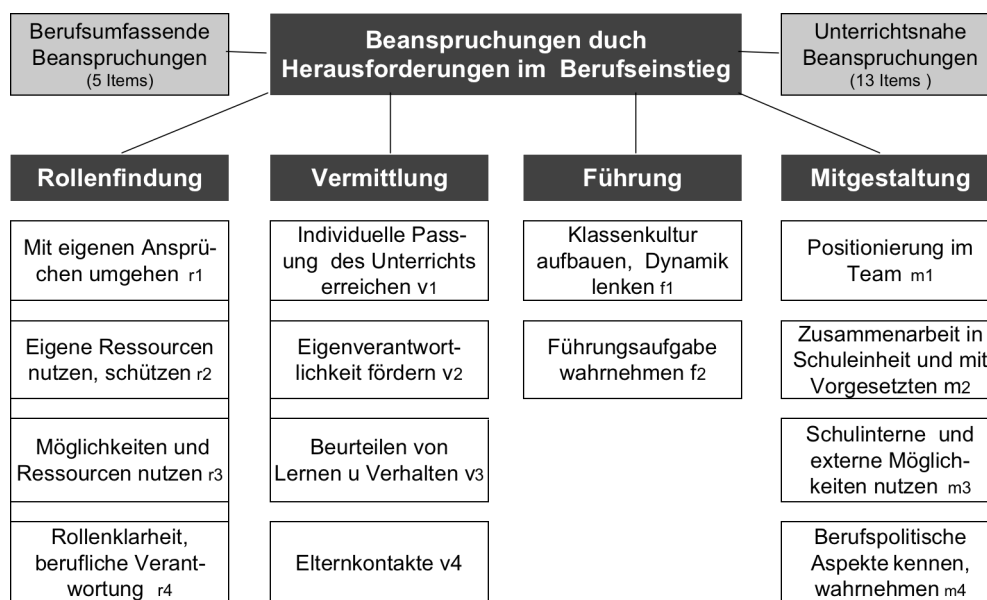 Berufsumfassende
Beanspruchungen
(5 Items)
Beanspruchungen duch
Herausforderungen im Berufseinstieg
Unterrichtsnahe
Beanspruchungen
(13 Items )
Rollenfindung
Vermittlung
Führung
Mitgestaltung
Mit eigenen Ansprü-
chen umgehen r1
Individuelle Pass-
ung des Unterrichts
erreichen v1
Klassenkultur
aufbauen, Dynamik
lenken f1
Positionierung im
Team m1
Eigene Ressourcen
nutzen, schützen r2
Eigenverantwort-
lichkeit fördern v2
Führungsaufgabe
wahrnehmen f2
Zusammenarbeit in
Schuleinheit und mit
Vorgesetzten m2
Möglichkeiten und
Ressourcen nutzen r3
Beurteilen von
Lernen u Verhalten v3
Schulinterne und
externe Möglich-
keiten nutzen m3
Rollenklarheit,
berufliche Verant-
wortung r4
Elternkontakte v4
Berufspolitische
Aspekte kennen,
wahrnehmen m4